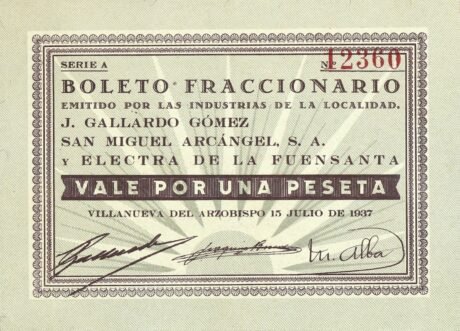 SERIE A Nº 12360
BOLETO FRACCIONARIO
EMITIDO POR LAS INDUSTRIAS DE LA LOCALIDAD.
J. GALLARDO GÓMEZ
SAN MIGUEL ARCÁNGEL, S. A.
Y ELECTRA DE LA FUENSANTA
VALE POR UNA PESETA
VILLANUEVA DEL ARZOBISPO 15 JULIO DE 1937
M. Alba